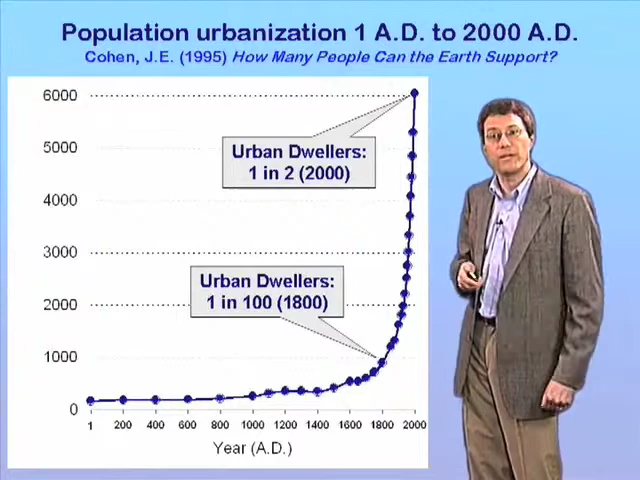 Population urbanization 1 A.D. to 2000 A.D.
Cohen, J.E. (1995) How Many People Can the Earth Support?
6000
5000
4000
3000
2000
1000
0
Urban Dwellers:
1 in 2 (2000)
Urban Dwellers:
1 in 100 (1800)
1 200 400 600 800 1000 1200 1400 1600 1800 2000
Year (A.D.)